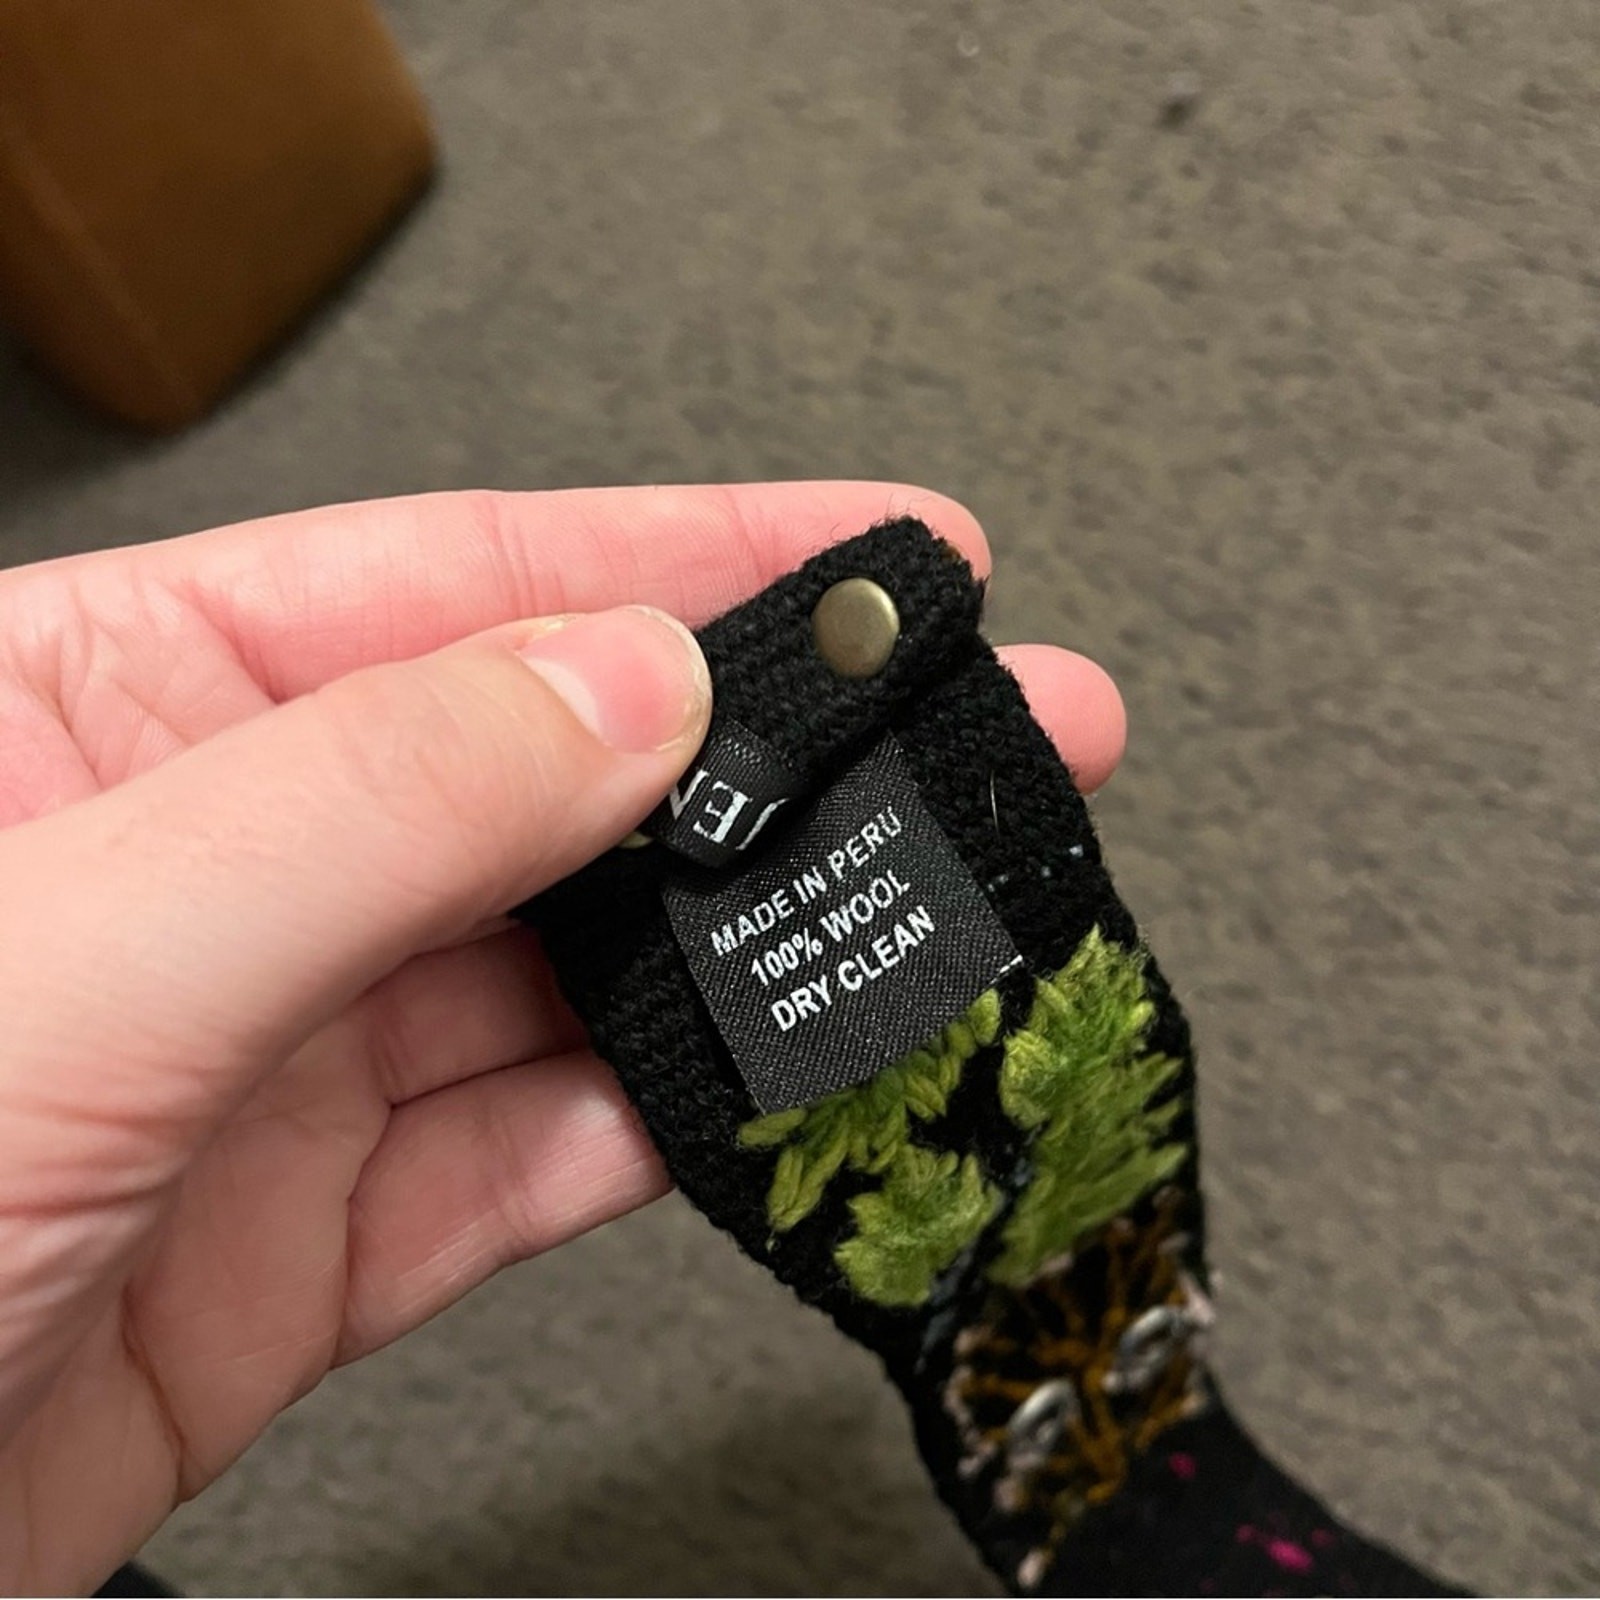 MADE IN PERU
100% WOOL
DRY CLEAN